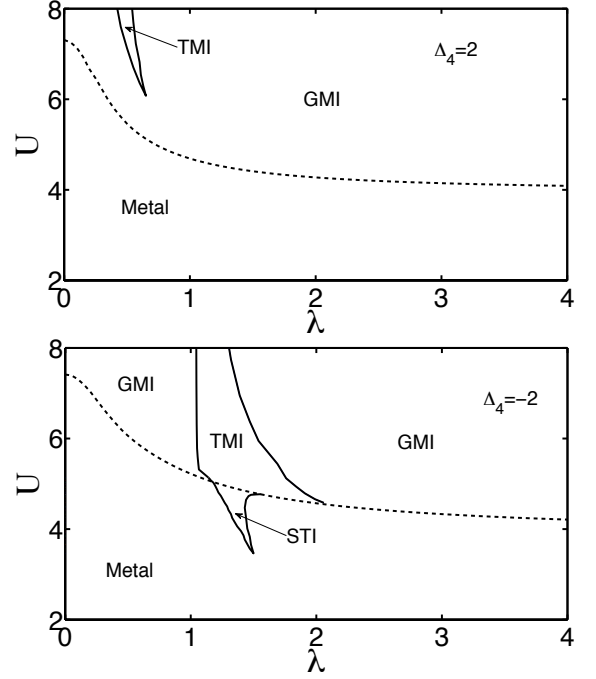 8
TMI
Δ₄=2
6
GMI
U
4
Metal
2
0 1 2 3 4
λ
8
GMI
Δ₄=−2
6
TMI
GMI
U
4
STI
Metal
2
0 1 2 3 4
λ